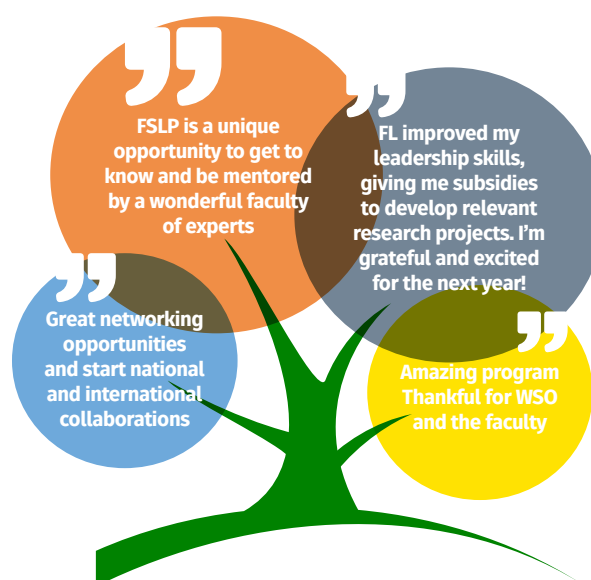 FSLP is a unique
opportunity to get to
know and be mentored
by a wonderful faculty
of experts
FL improved my
leadership skills,
giving me subsidies
to develop relevant
research projects. I’m
grateful and excited
for the next year!
Great networking
opportunities
and start national
and international
collaborations
Amazing program
Thankful for WSO
and the faculty